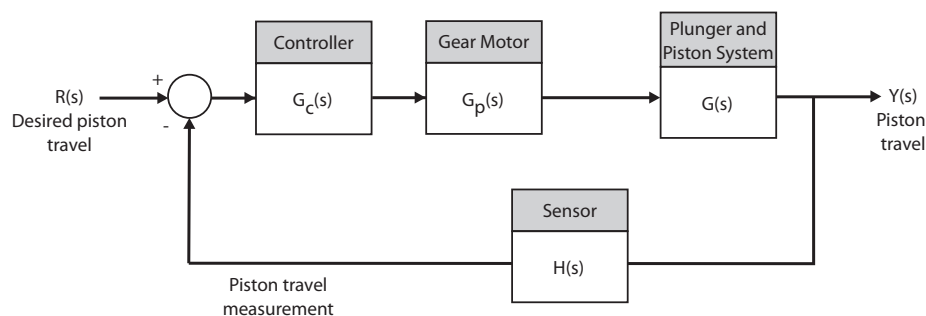 Controller
Gear Motor
Plunger and
Piston System
R(s)
Desired piston
travel
+
-
G_c(s)
G_p(s)
G(s)
Y(s)
Piston
travel
Sensor
H(s)
Piston travel
measurement